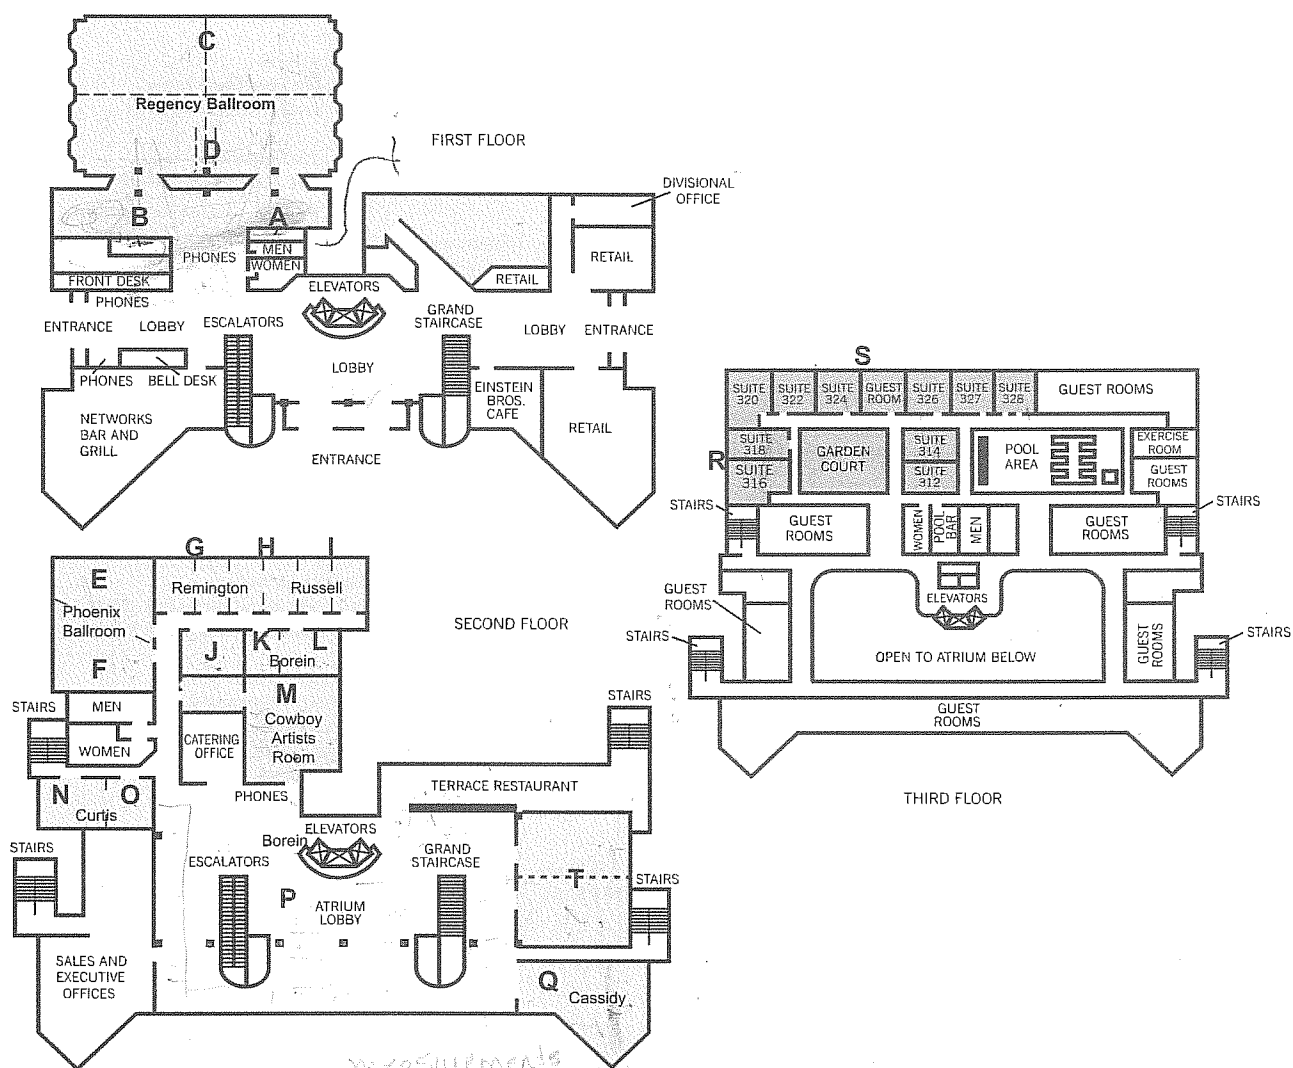 C
Regency Ballroom
D
FIRST FLOOR
DIVISIONAL
OFFICE
B
A
PHONES
MEN
WOMEN
FRONT DESK
PHONES
ELEVATORS
RETAIL
RETAIL
ENTRANCE
LOBBY
ESCALATORS
GRAND
STAIRCASE
LOBBY
ENTRANCE
PHONES
BELL DESK
LOBBY
EINSTEIN
BROS.
CAFE
NETWORKS
BAR AND
GRILL
RETAIL
ENTRANCE
S
SUITE
320
SUITE
322
SUITE
324
GUEST
ROOM
SUITE
326
SUITE
327
SUITE
328
GUEST ROOMS
R
SUITE
318
SUITE
316
GARDEN
COURT
SUITE
314
SUITE
312
POOL
AREA
EXERCISE
ROOM
GUEST
ROOMS
STAIRS
STAIRS
GUEST
ROOMS
WOMEN
POOL
BAR
MEN
GUEST
ROOMS
GUEST
ROOMS
ELEVATORS
GUEST
ROOMS
STAIRS
STAIRS
OPEN TO ATRIUM BELOW
GUEST
ROOMS
THIRD FLOOR
G
H
I
E
Remington
Russell
Phoenix
Ballroom
SECOND FLOOR
F
J
K
L
Borein
M
Cowboy
Artists
Room
STAIRS
MEN
WOMEN
CATERING
OFFICE
STAIRS
N
O
Curtis
PHONES
TERRACE RESTAURANT
Borein
ELEVATORS
STAIRS
ESCALATORS
GRAND
STAIRCASE
T
STAIRS
P
ATRIUM
LOBBY
SALES AND
EXECUTIVE
OFFICES
Q
Cassidy
measurements